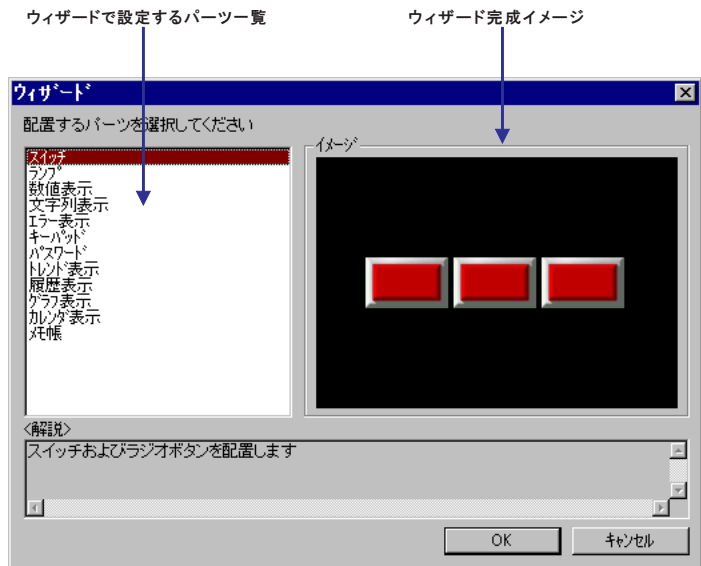 ウィザードで設定するパーツ一覧
ウィザード完成イメージ
ウィザード
配置するパーツを選択してください
スイッチ
ランプ
数値表示
文字列表示
エラー表示
キーパッド
パスワード
トレンド表示
履歴表示
グラフ表示
カレンダ表示
メモ帳
イメージ
<解説>
スイッチおよびラジオボタンを配置します
OK
キャンセル